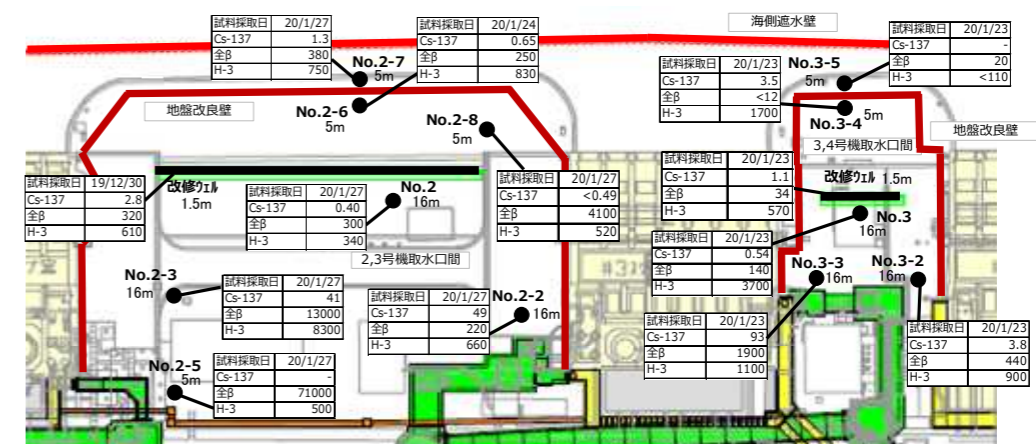 海側遮水壁
試料採取日 20/1/27
Cs-137 1.3
全β 380
H-3 750
No.2-7
5m
試料採取日 20/1/24
Cs-137 0.65
全β 250
H-3 830
No.2-6
5m
地盤改良壁
No.2-8
5m
試料採取日 20/1/27
Cs-137 <0.49
全β 4100
H-3 520
試料採取日 19/12/30
Cs-137 2.8
全β 320
H-3 610
改修ウェル
1.5m
試料採取日 20/1/27
Cs-137 0.40
全β 300
H-3 340
No.2
16m
2,3号機取水口間
No.2-3
16m
試料採取日 20/1/27
Cs-137 41
全β 13000
H-3 8300
試料採取日 20/1/27
Cs-137 49
全β 220
H-3 660
No.2-2
16m
No.2-5
5m
試料採取日 20/1/27
Cs-137 -
全β 71000
H-3 500
試料採取日 20/1/23
Cs-137 -
全β 20
H-3 <110
No.3-5
5m
試料採取日 20/1/23
Cs-137 3.5
全β <12
H-3 1700
5m
No.3-4
地盤改良壁
3,4号機取水口間
試料採取日 20/1/23
Cs-137 1.1
全β 34
H-3 570
改修ウェル 1.5m
No.3
16m
試料採取日 20/1/23
Cs-137 0.54
全β 140
H-3 3700
No.3-3
16m
No.3-2
16m
試料採取日 20/1/23
Cs-137 93
全β 1900
H-3 1100
試料採取日 20/1/23
Cs-137 3.8
全β 440
H-3 900